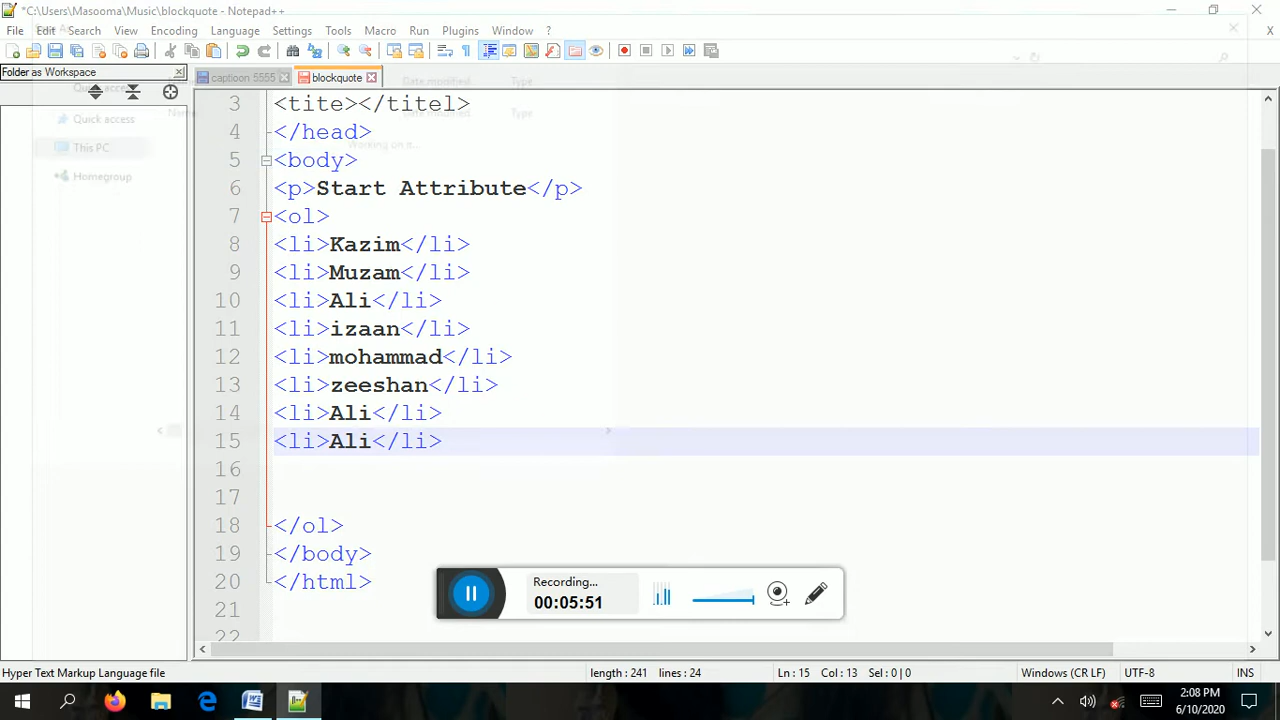 *C:\Users\Masooma\Music\blockquote - Notepad++
File Edit Search View Encoding Language Settings Tools Macro Run Plugins Window ? X
Folder as Workspace
captioon 5555 blockquote
Date modified Type
Quick access
Name Date modified Type
Quick access
Working on it...
This PC
Homegroup
3 <tite></titel>
4 </head>
5 <body>
6 <p>Start Attribute</p>
7 <ol>
8 <li>Kazim</li>
9 <li>Muzam</li>
10 <li>Ali</li>
11 <li>izaan</li>
12 <li>mohammad</li>
13 <li>zeeshan</li>
14 <li>Ali</li>
15 <li>Ali</li>
16
17
18 </ol>
19 </body>
20 </html>
21
22
Recording...
00:05:51
Hyper Text Markup Language file length : 241 lines : 24 Ln : 15 Col : 13 Sel : 0 | 0 Windows (CR LF) UTF-8 INS
2:08 PM
6/10/2020